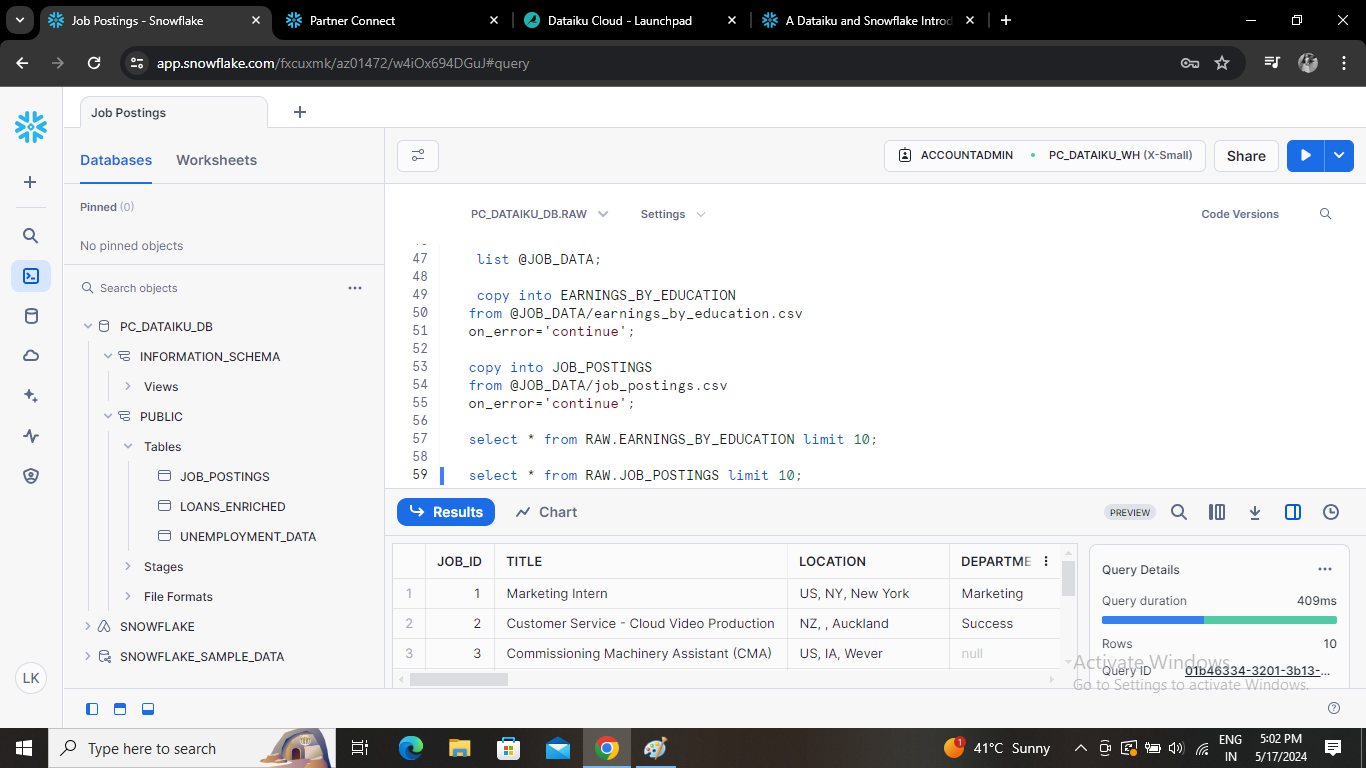 Job Postings - Snowflake
Partner Connect
Dataiku Cloud - Launchpad
A Dataiku and Snowflake Introd
app.snowflake.com/fxcuxmk/az01472/w4iOx694DGuJ#query
Job Postings
Databases
Worksheets
ACCOUNTADMIN
PC_DATAIKU_WH (X-Small)
Share
Pinned (0)
No pinned objects
PC_DATAIKU_DB.RAW
Settings
Code Versions
Search objects
PC_DATAIKU_DB
INFORMATION_SCHEMA
Views
PUBLIC
Tables
JOB_POSTINGS
LOANS_ENRICHED
UNEMPLOYMENT_DATA
Stages
File Formats
SNOWFLAKE
SNOWFLAKE_SAMPLE_DATA
LK
47 list @JOB_DATA;
48
49 copy into EARNINGS_BY_EDUCATION
50 from @JOB_DATA/earnings_by_education.csv
51 on_error='continue';
52
53 copy into JOB_POSTINGS
54 from @JOB_DATA/job_postings.csv
55 on_error='continue';
56
57 select * from RAW.EARNINGS_BY_EDUCATION limit 10;
58
59 select * from RAW.JOB_POSTINGS limit 10;
Results
Chart
PREVIEW
JOB_ID TITLE LOCATION DEPARTME
1 1 Marketing Intern US, NY, New York Marketing
2 2 Customer Service - Cloud Video Production NZ, , Auckland Success
3 3 Commissioning Machinery Assistant (CMA) US, IA, Wever null
Query Details
Query duration 409ms
Rows 10
Query ID 01b46334-3201-3b13-...
Activate Windows
Go to Settings to activate Windows.
Type here to search
1
41°C Sunny
ENG
IN
5:02 PM
5/17/2024